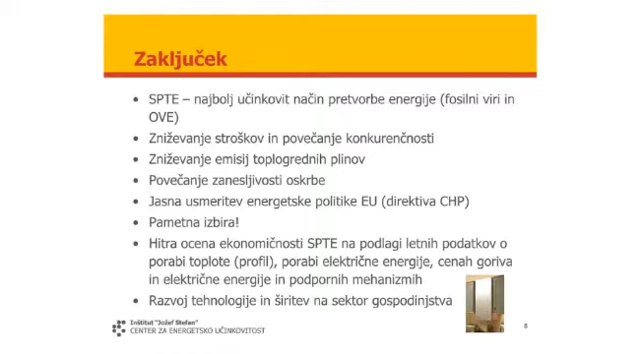 Zaključek
• SPTE – najbolj učinkovit način pretvorbe energije (fosilni viri in
OVE)
• Zniževanje stroškov in povečanje konkurenčnosti
• Zniževanje emisij toplogrednih plinov
• Povečanje zanesljivosti oskrbe
• Jasna usmeritev energetske politike EU (direktiva CHP)
• Pametna izbira!
• Hitra ocena ekonomičnosti SPTE na podlagi letnih podatkov o
porabi toplote (profil), porabi električne energije, cenah goriva
in električne energije in podpornih mehanizmih
• Razvoj tehnologije in širitev na sektor gospodinjstva
Inštitut "Jožef Stefan"
CENTER ZA ENERGETSKO UČINKOVITOST
8